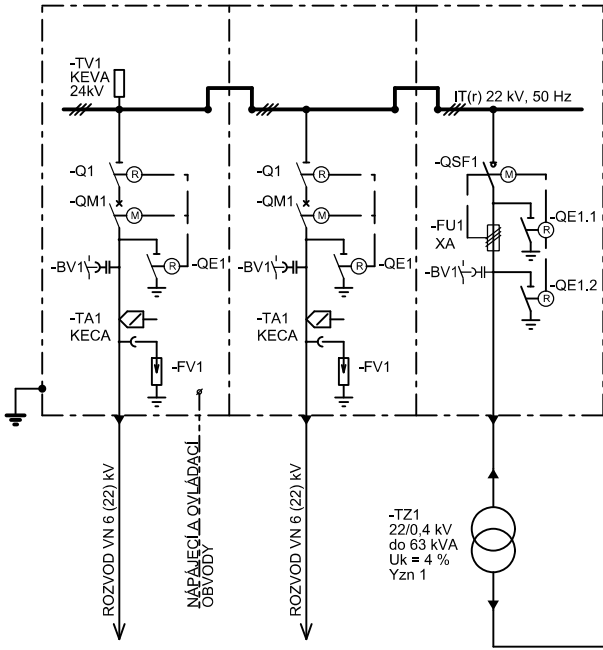 -TV1
KEVA
24kV
IT(r) 22 kV, 50 Hz
-Q1
R
-QM1
M
-BV1
R
-QE1
-TA1
KECA
-FV1
-Q1
R
-QM1
M
-BV1
R
-QE1
-TA1
KECA
-FV1
-QSF1
M
-FU1
XA
R
-QE1.1
-BV1
R
-QE1.2
ROZVOD VN 6 (22) kV
NAPÁJECÍ A OVLÁDACÍ
OBVODY
ROZVOD VN 6 (22) kV
-TZ1
22/0,4 kV
do 63 kVA
Uk = 4 %
Yzn 1